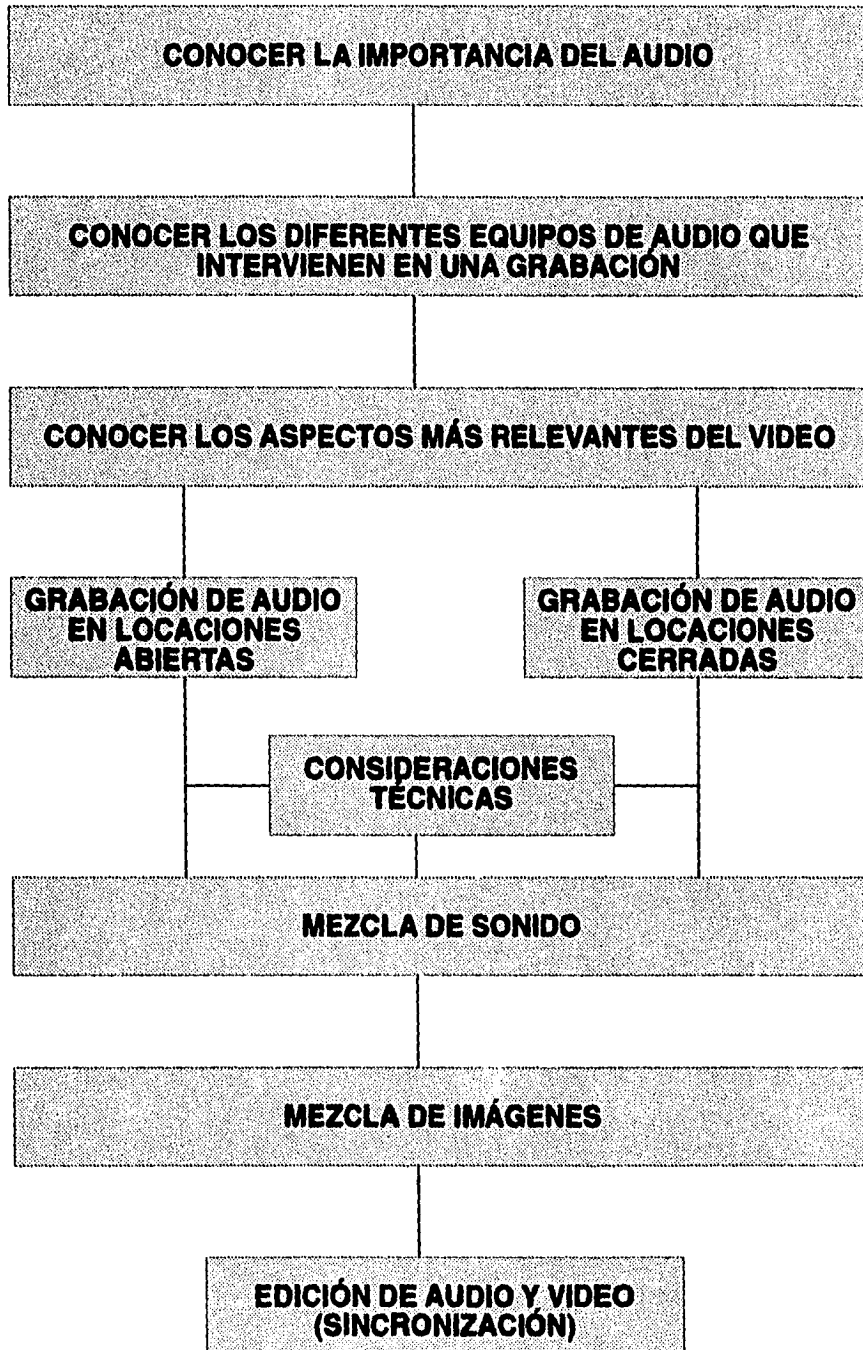 CONOCER LA IMPORTANCIA DEL AUDIO
CONOCER LOS DIFERENTES EQUIPOS DE AUDIO QUE
INTERVIENEN EN UNA GRABACIÓN
CONOCER LOS ASPECTOS MÁS RELEVANTES DEL VIDEO
GRABACIÓN DE AUDIO
EN LOCACIONES
ABIERTAS
GRABACIÓN DE AUDIO
EN LOCACIONES
CERRADAS
CONSIDERACIONES
TÉCNICAS
MEZCLA DE SONIDO
MEZCLA DE IMÁGENES
EDICIÓN DE AUDIO Y VIDEO
(SINCRONIZACIÓN)